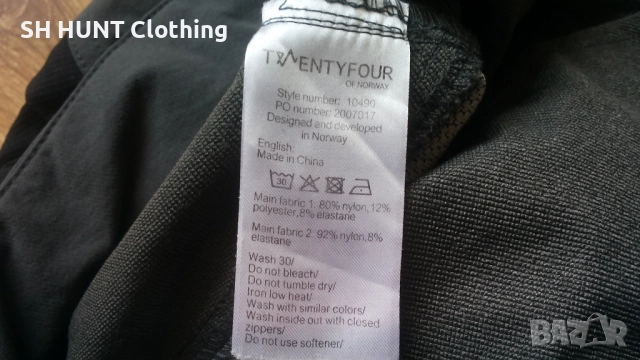 SH HUNT Clothing
TWENTYFOUR
OF NORWAY
Style number: 10490
PO number: 2007017
Designed and developed
in Norway
English:
Made in China
30
Main fabric 1: 80% nylon,12%
polyester,8% elastane
Main fabric 2: 92% nylon,8%
elastane
Wash 30/
Do not bleach/
Do not tumble dry/
Iron low heat/
Wash with similar colors/
Wash inside out with closed
zippers/
Do not use softener/
BAZAR